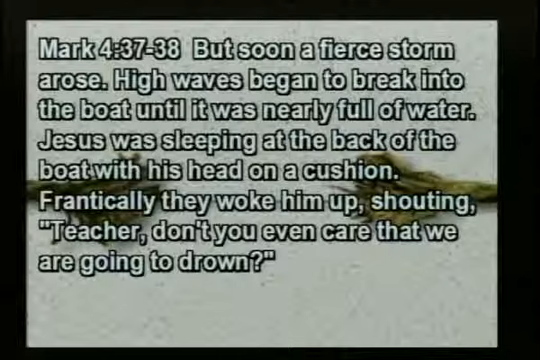 Mark 4:37-38 But soon a fierce storm
arose. High waves began to break into
the boat until it was nearly full of water.
Jesus was sleeping at the back of the
boat with his head on a cushion.
Frantically they woke him up, shouting,
"Teacher, don't you even care that we
are going to drown?"